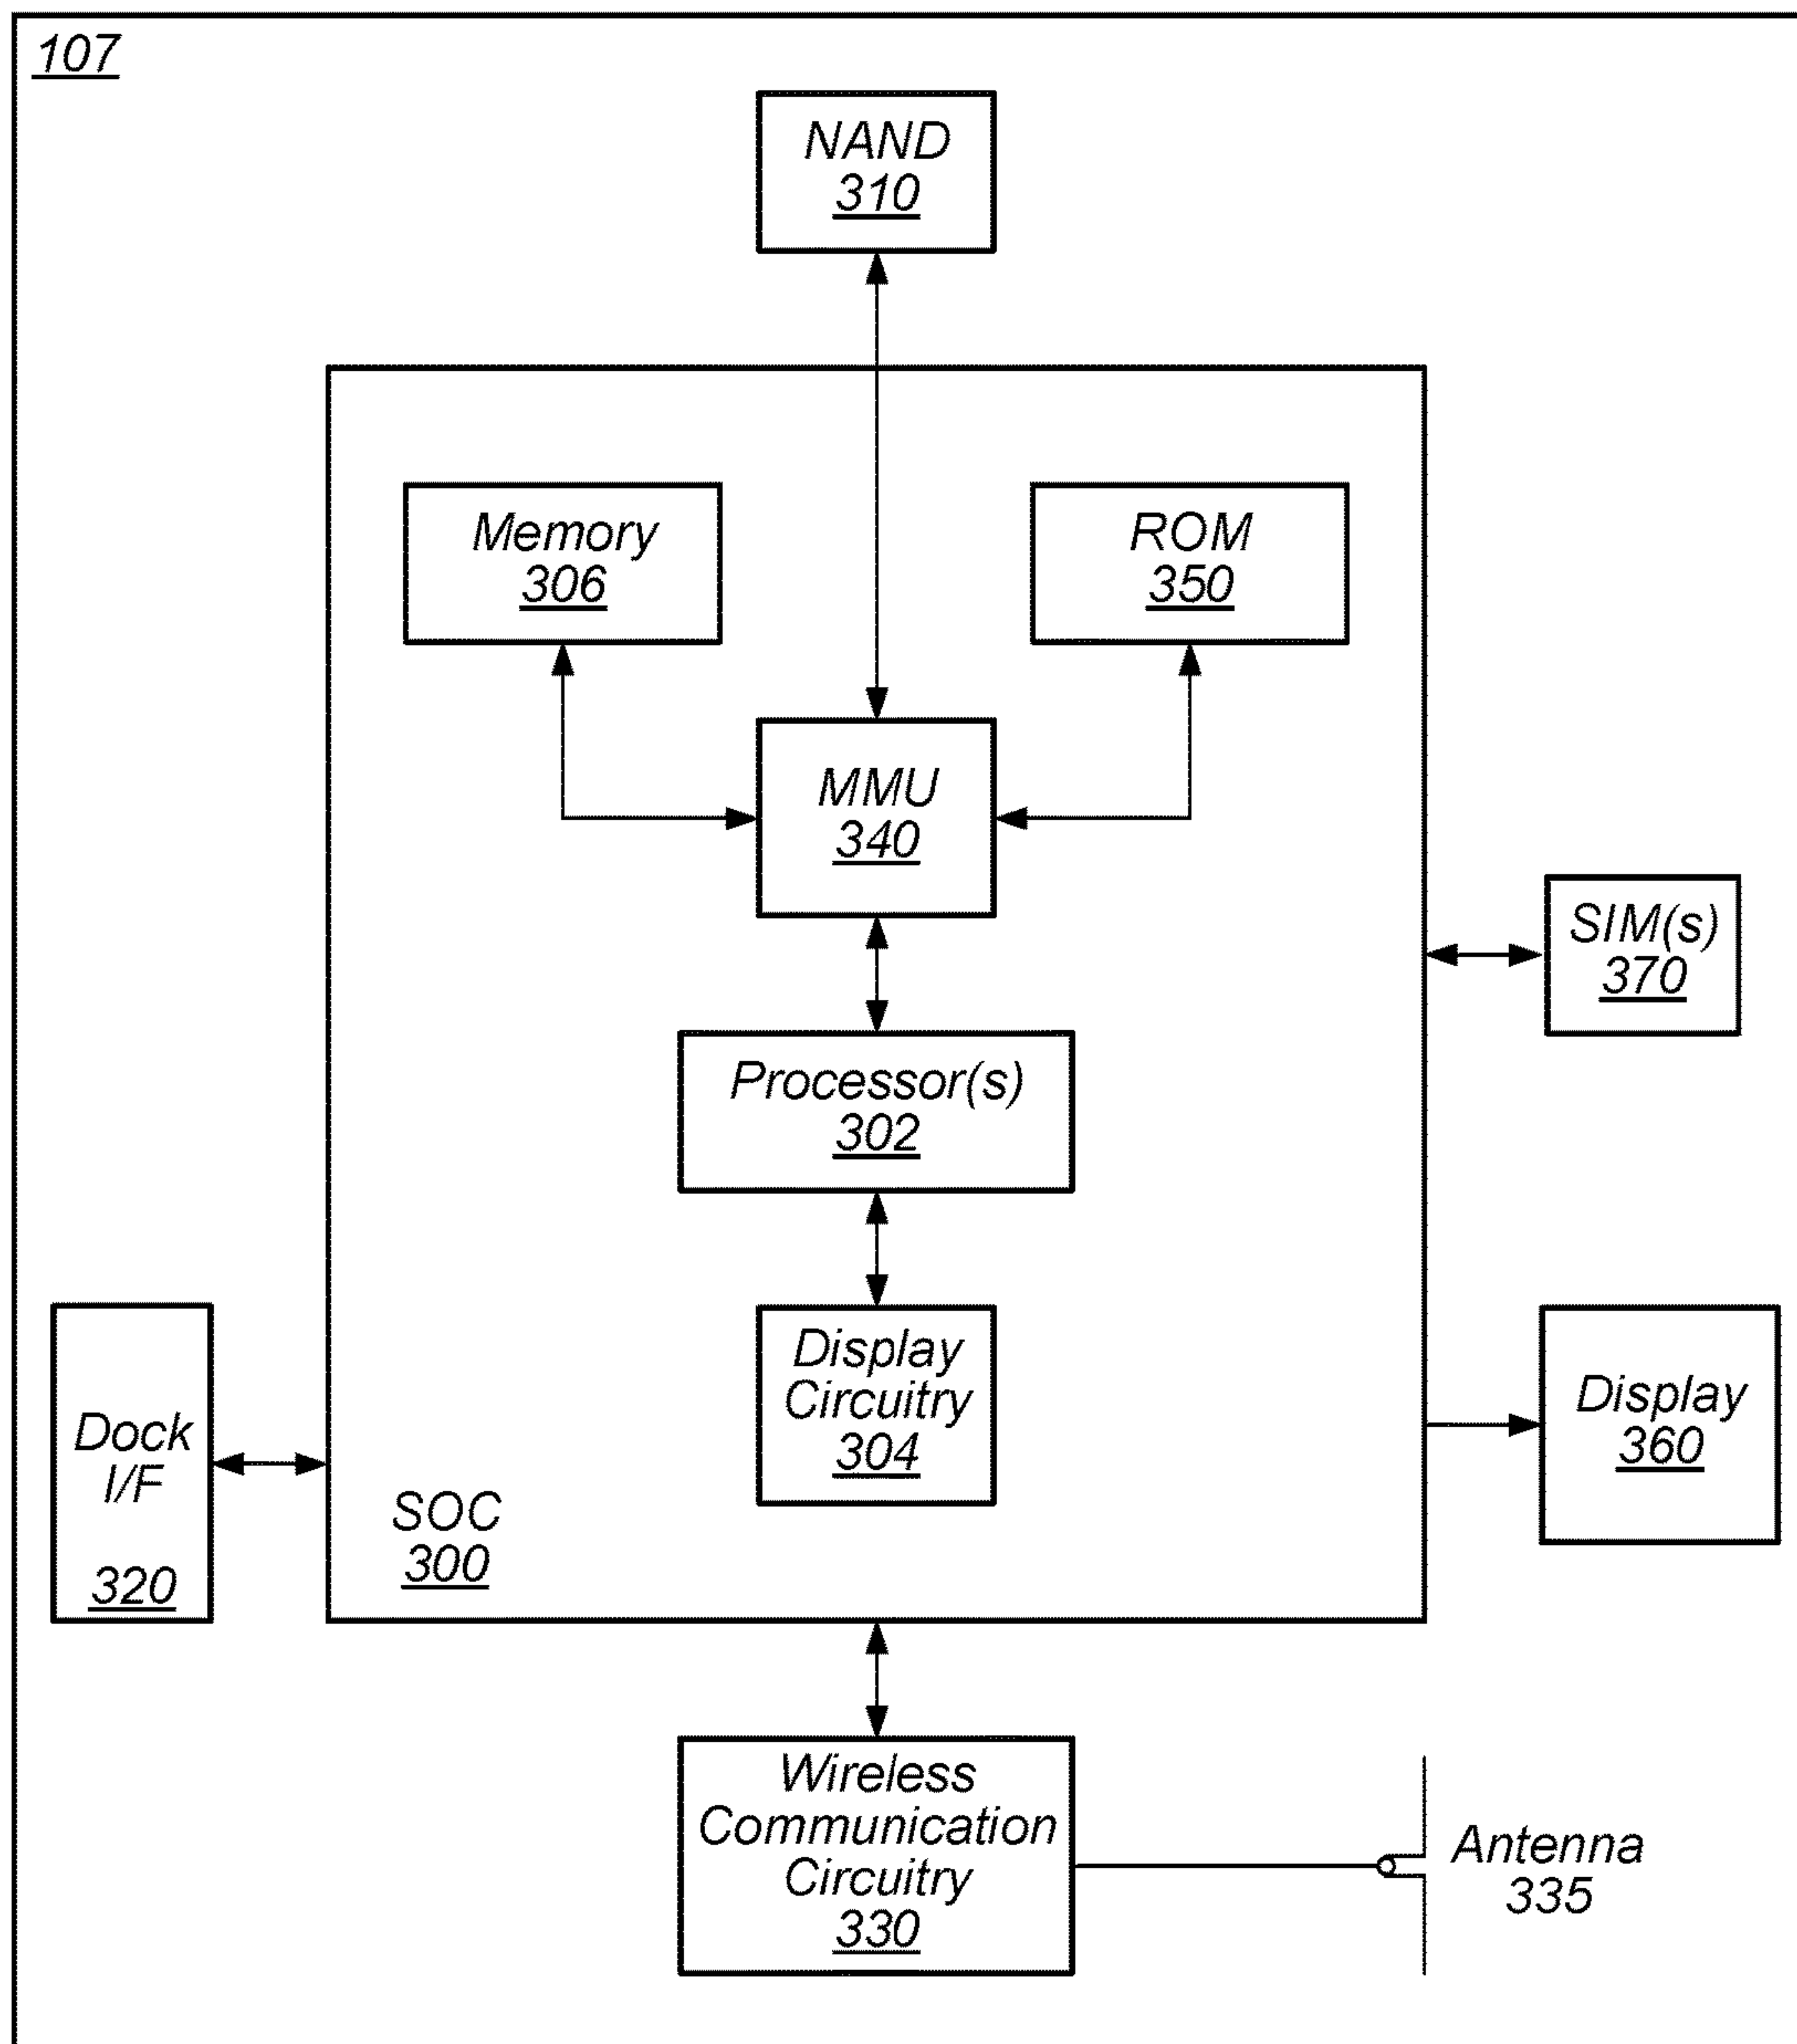 107
NAND
310
Memory
306
ROM
350
MMU
340
SIM(s)
370
Processor(s)
302
Display
Circuitry
304
Dock
I/F
320
Display
360
SOC
300
Wireless
Communication
Circuitry
330
Antenna
335